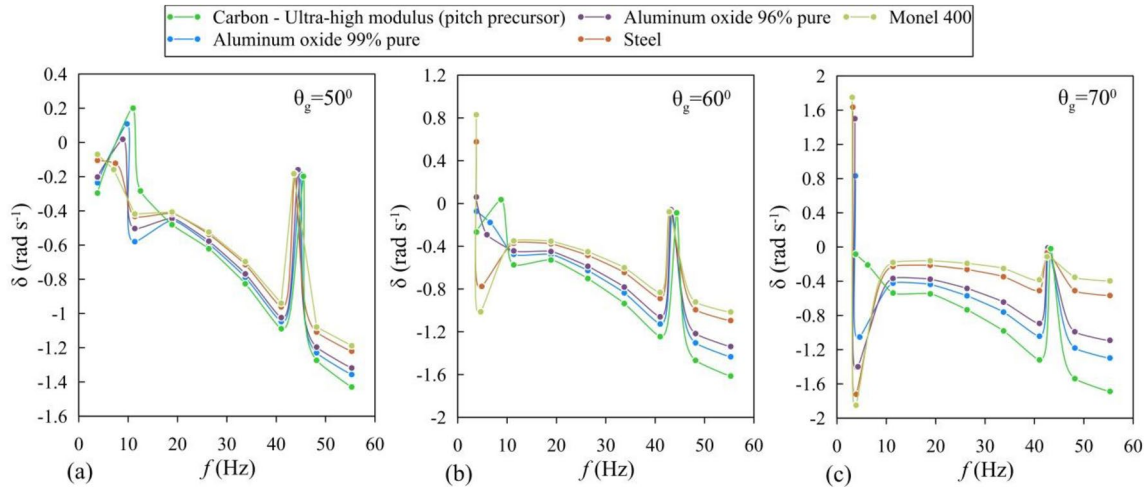 Carbon - Ultra-high modulus (pitch precursor) Aluminum oxide 96% pure Monel 400
Aluminum oxide 99% pure Steel
θg=50⁰
0.4
0.2
0
-0.2
-0.4
-0.6
-0.8
-1
-1.2
-1.4
-1.6
δ (rad s⁻¹)
0 10 20 30 40 50 60
(a) f (Hz)
θg=60⁰
1.2
0.8
0.4
0
-0.4
-0.8
-1.2
-1.6
-2
δ (rad s⁻¹)
0 10 20 30 40 50 60
(b) f (Hz)
θg=70⁰
2
1.6
1.2
0.8
0.4
0
-0.4
-0.8
-1.2
-1.6
-2
δ (rad s⁻¹)
0 10 20 30 40 50 60
(c) f (Hz)